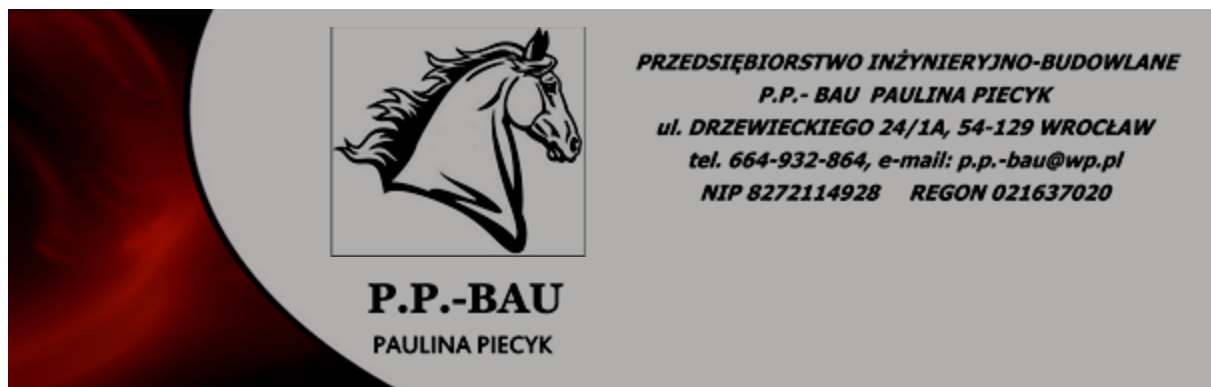 PRZEDSIĘBIORSTWO INŻYNIERYJNO-BUDOWLANE
P.P.- BAU PAULINA PIECYK
ul. DRZEWIECKIEGO 24/1A, 54-129 WROCŁAW
tel. 664-932-864, e-mail: p.p.-bau@wp.pl
NIP 8272114928 REGON 021637020
P.P.-BAU
PAULINA PIECYK